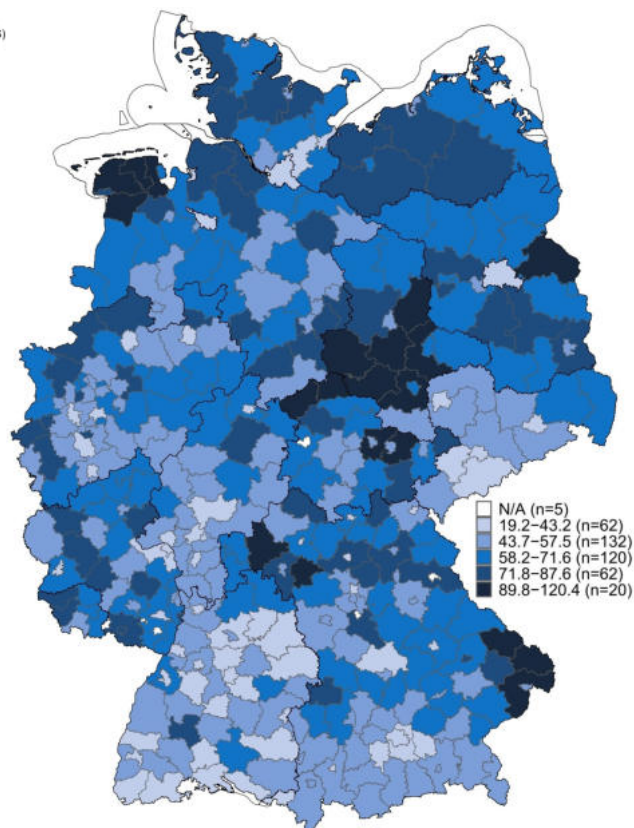 N/A (n=5)
19.2−43.2 (n=62)
43.7−57.5 (n=132)
58.2−71.6 (n=120)
71.8−87.6 (n=62)
89.8−120.4 (n=20)